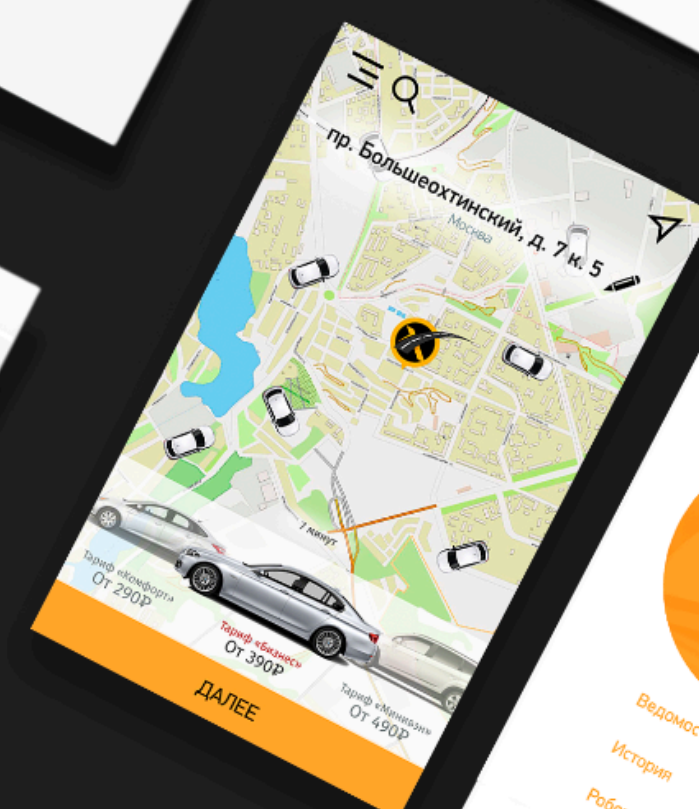 пр. Большеохтинский, д. 7 к. 5
Москва
7 минут
Тариф «Комфорт»
От 290₽
Тариф «Бизнес»
От 390₽
Тариф «Минивэн»
От 490₽
ДАЛЕЕ
История